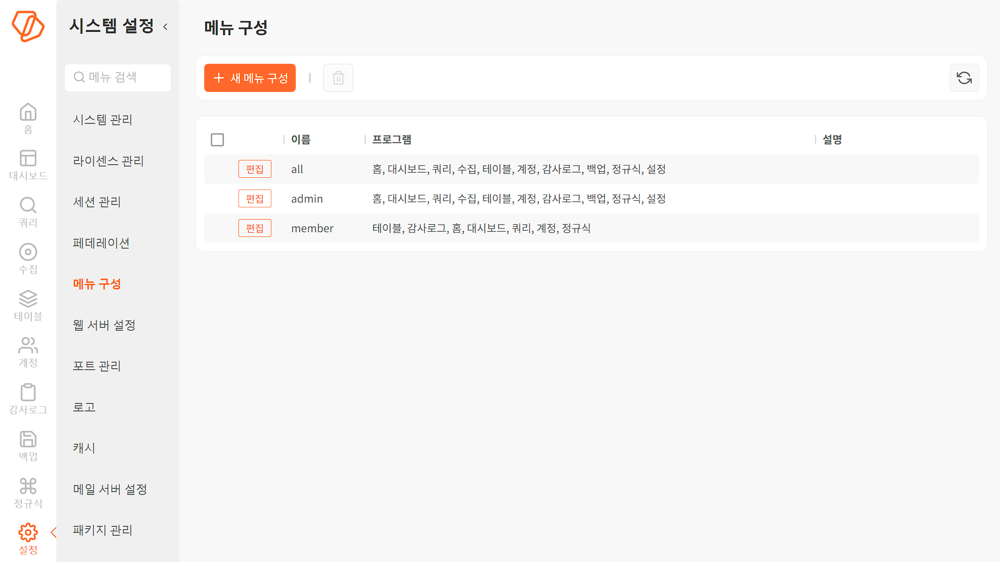 홈
대시보드
쿼리
수집
테이블
계정
감사로그
백업
정규식
설정
시스템 설정
메뉴 검색
시스템 관리
라이센스 관리
세션 관리
페데레이션
메뉴 구성
웹 서버 설정
포트 관리
로고
캐시
메일 서버 설정
패키지 관리
메뉴 구성
새 메뉴 구성
이름 프로그램 설명
편집 all 홈, 대시보드, 쿼리, 수집, 테이블, 계정, 감사로그, 백업, 정규식, 설정
편집 admin 홈, 대시보드, 쿼리, 수집, 테이블, 계정, 감사로그, 백업, 정규식, 설정
편집 member 테이블, 감사로그, 홈, 대시보드, 쿼리, 계정, 정규식